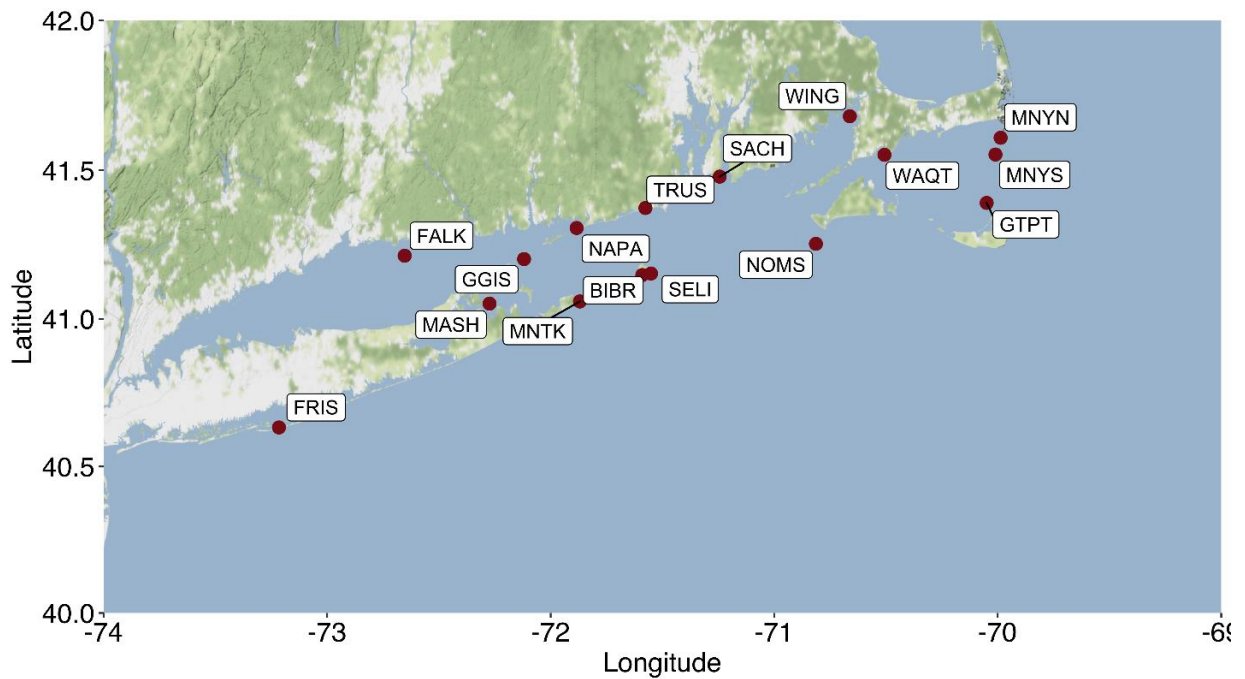 42.0
WING
MNYN
SACH
41.5
WAQT
MNYS
TRUS
GTPT
FALK
NAPA
NOMS
GGIS
BIBR
SELI
41.0
MASH
MNTK
Latitude
FRIS
40.5
40.0
-74
-73
-72
-71
-70
-69
Longitude